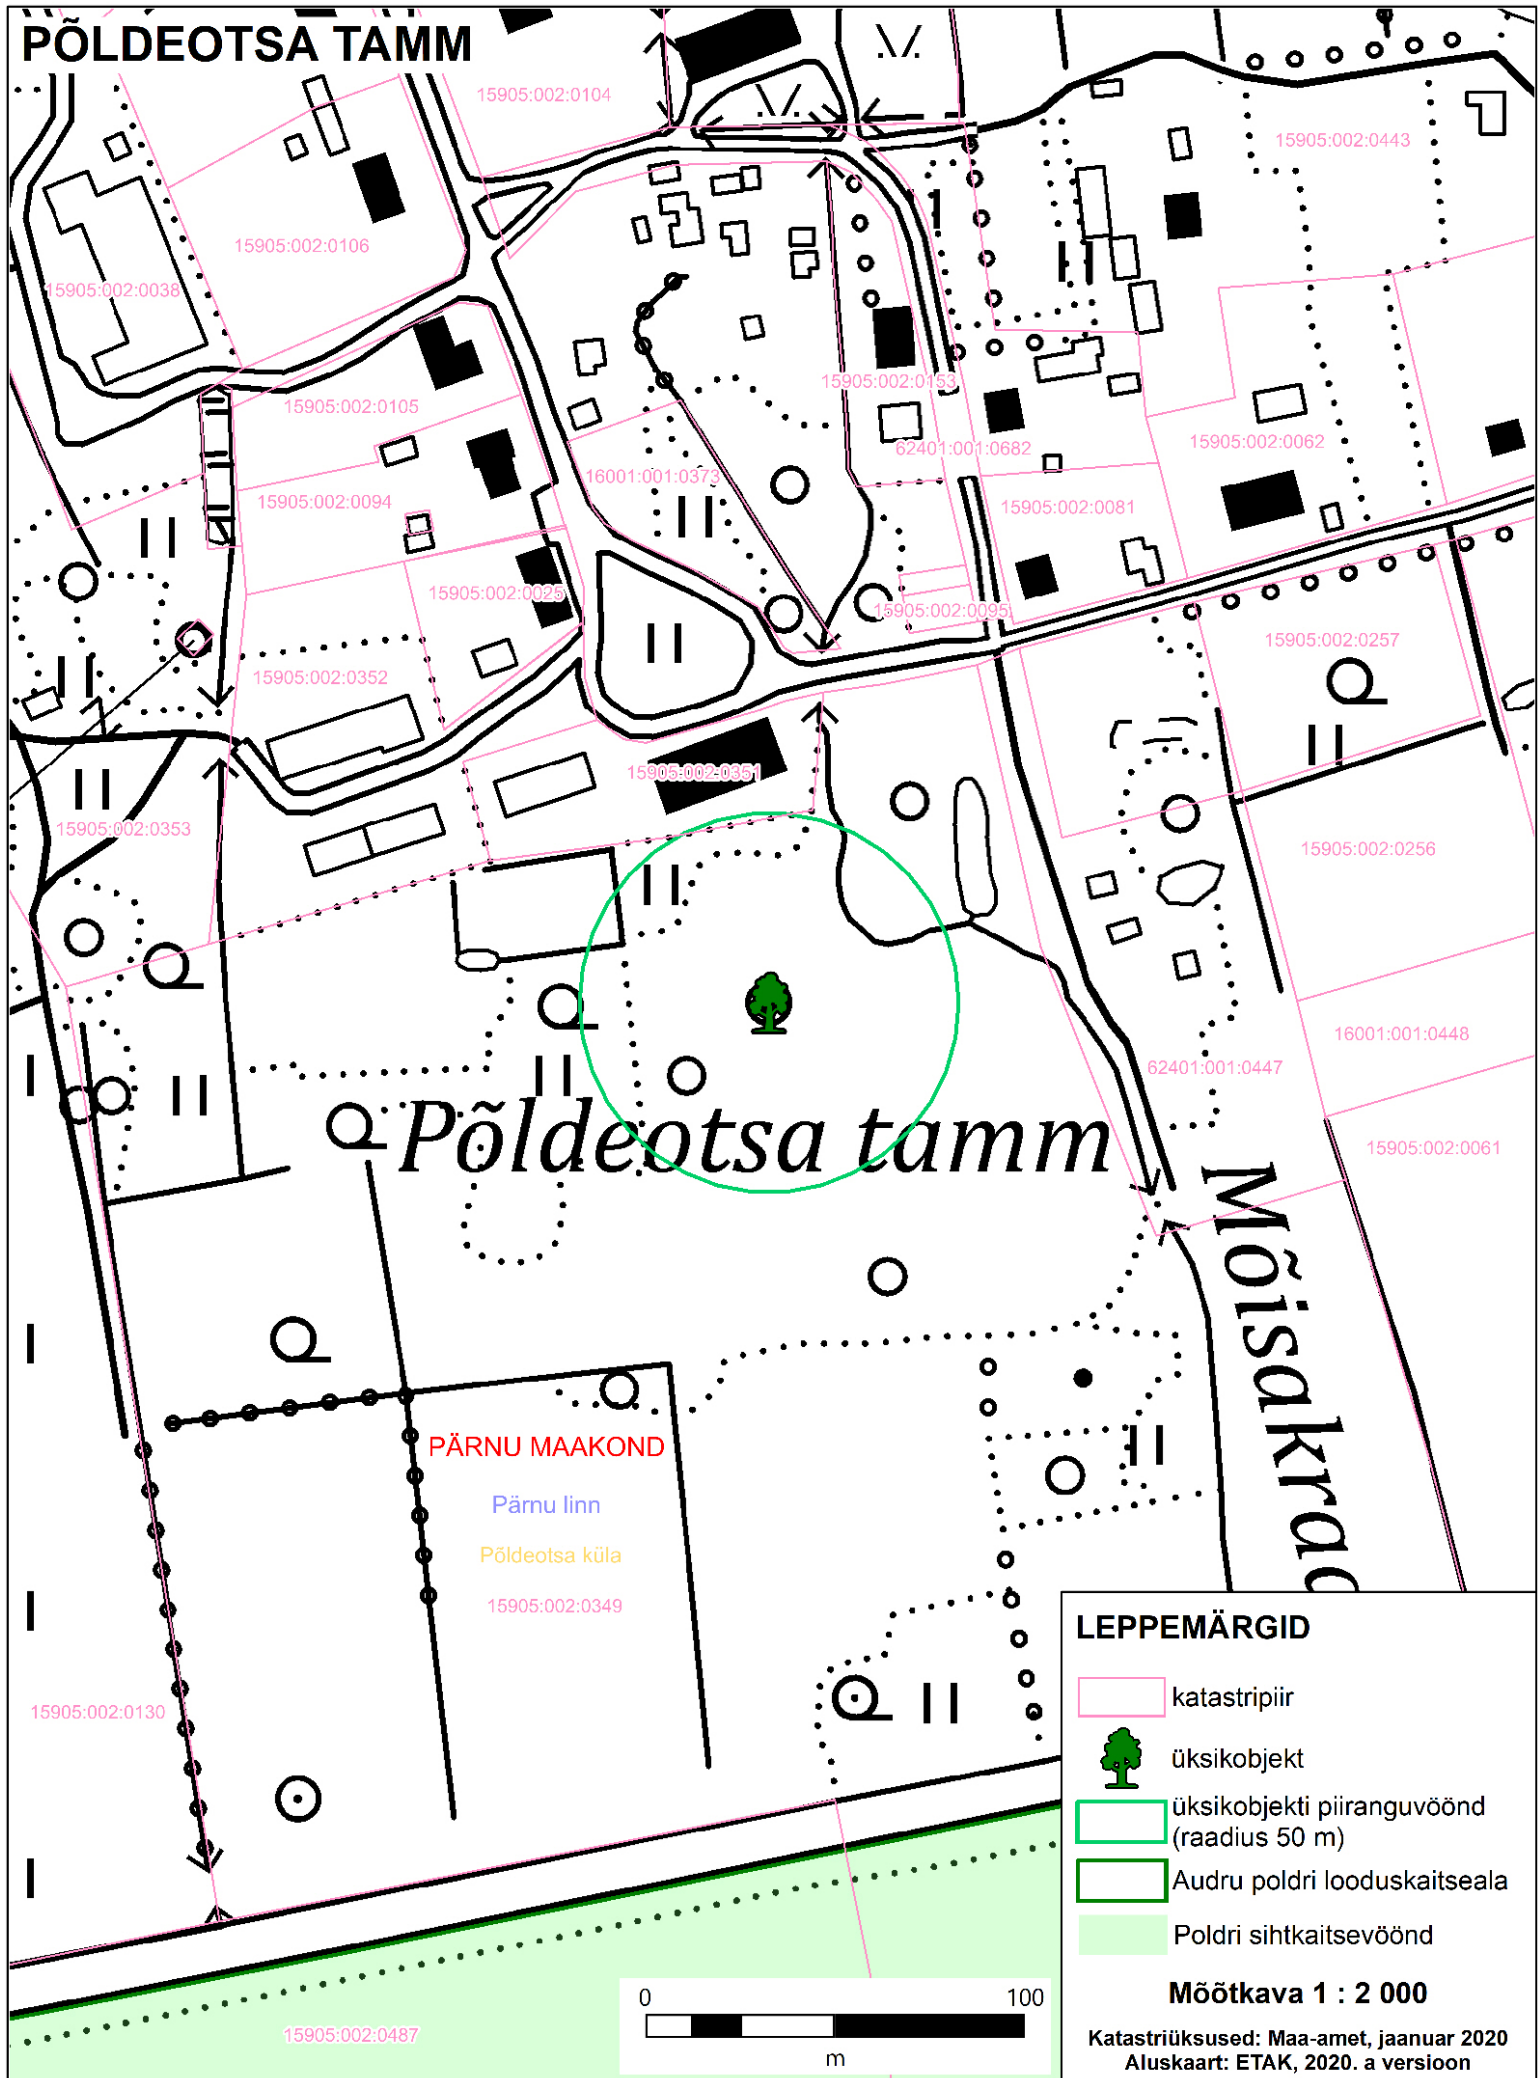 PÕLDEOTSA TAMM
15905:002:0104
15905:002:0443
15905:002:0106
15905:002:0038
15905:002:0153
15905:002:0105
62401:001:0682
15905:002:0062
16001:001:0373
15905:002:0094
15905:002:0081
15905:002:0025
15905:002:0095
15905:002:0257
15905:002:0352
15905:002:0351
15905:002:0353
15905:002:0256
16001:001:0448
62401:001:0447
Põldeotsa tamm
15905:002:0061
Mõisakrac
PÄRNU MAAKOND
Pärnu linn
Põldeotsa küla
15905:002:0349
15905:002:0130
15905:002:0487
LEPPEMÄRGID
katastripiir
üksikobjekt
üksikobjekti piiranguvöönd
(raadius 50 m)
Audru poldri looduskaitseala
Poldri sihtkaitsevöönd
Mõõtkava 1 : 2 000
Katastriüksused: Maa-amet, jaanuar 2020
Aluskaart: ETAK, 2020. a versioon
0 100
m